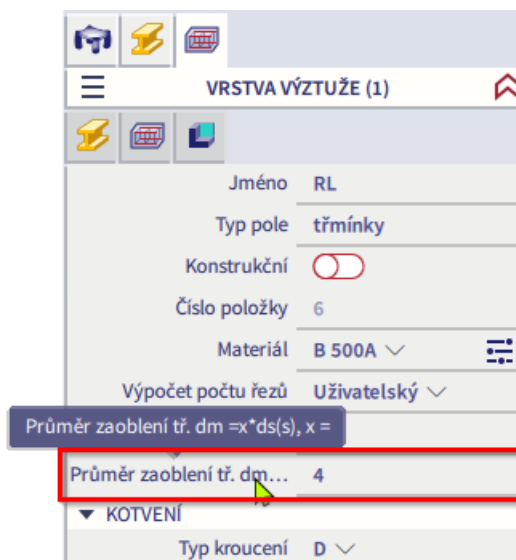 VRSTVA VÝZTUŽE (1)
Jméno RL
Typ pole třmínky
Konstrukční
Číslo položky 6
Materiál B 500A
Výpočet počtu řezů Uživatelský
Průměr zaoblení tř. dm =x*ds(s), x =
Průměr zaoblení tř. dm... 4
KOTVENÍ
Typ kroucení D